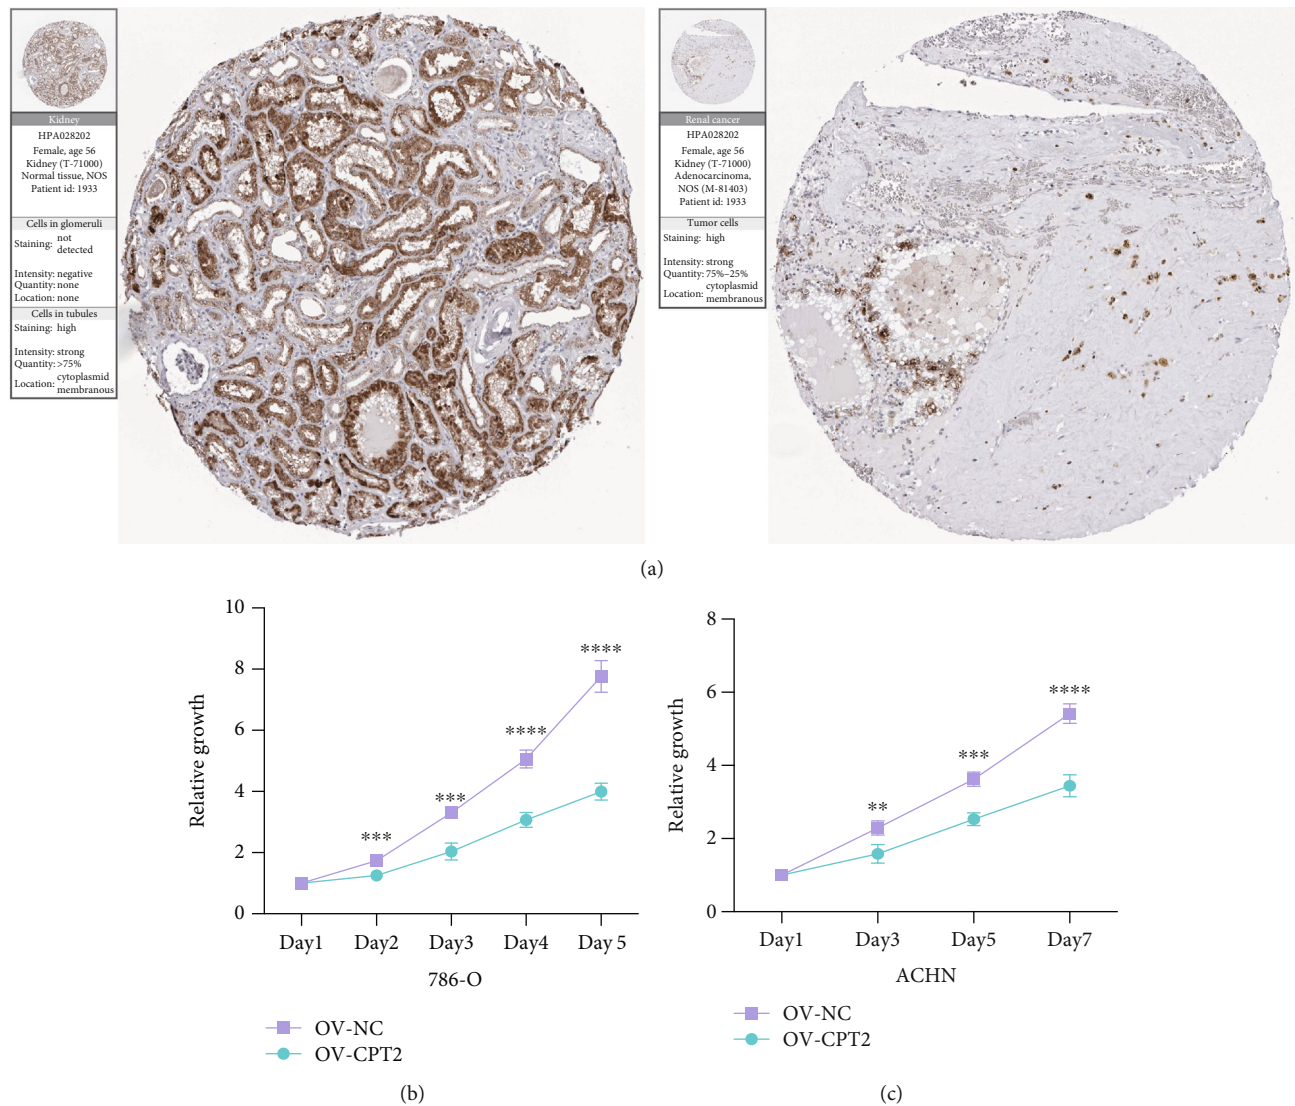 Kidney
HPA028202
Female, age 56
Kidney (T-71000)
Normal tissue, NOS
Patient id: 1933
Cells in glomeruli
Staining: not
detected
Intensity: negative
Quantity: none
Location: none
Cells in tubules
Staining: high
Intensity: strong
Quantity: >75%
Location: cytoplasmid
membranous
Renal cancer
HPA028202
Female, age 56
Kidney (T-71000)
Adenocarcinoma,
NOS (M-81403)
Patient id: 1933
Tumor cells
Staining: high
Intensity: strong
Quantity: 75%–25%
Location: cytoplasmid
membranous
(a)
10
8
6
4
2
0
Relative growth
***
***
****
****
Day1 Day2 Day3 Day4 Day 5
786-O
OV-NC
OV-CPT2
(b)
8
6
4
2
0
Relative growth
**
***
****
Day1 Day3 Day5 Day7
ACHN
OV-NC
OV-CPT2
(c)